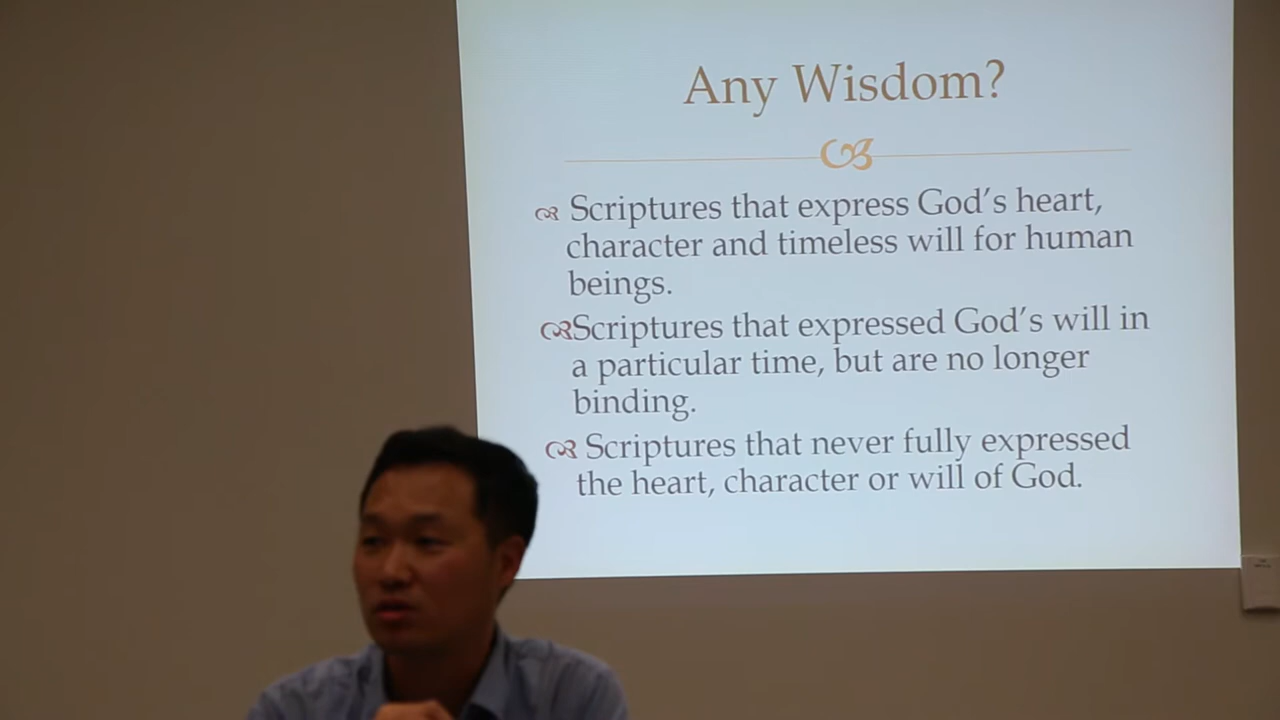 Any Wisdom?
Scriptures that express God's heart,
character and timeless will for human
beings.
Scriptures that expressed God's will in
a particular time, but are no longer
binding.
Scriptures that never fully expressed
the heart, character or will of God.